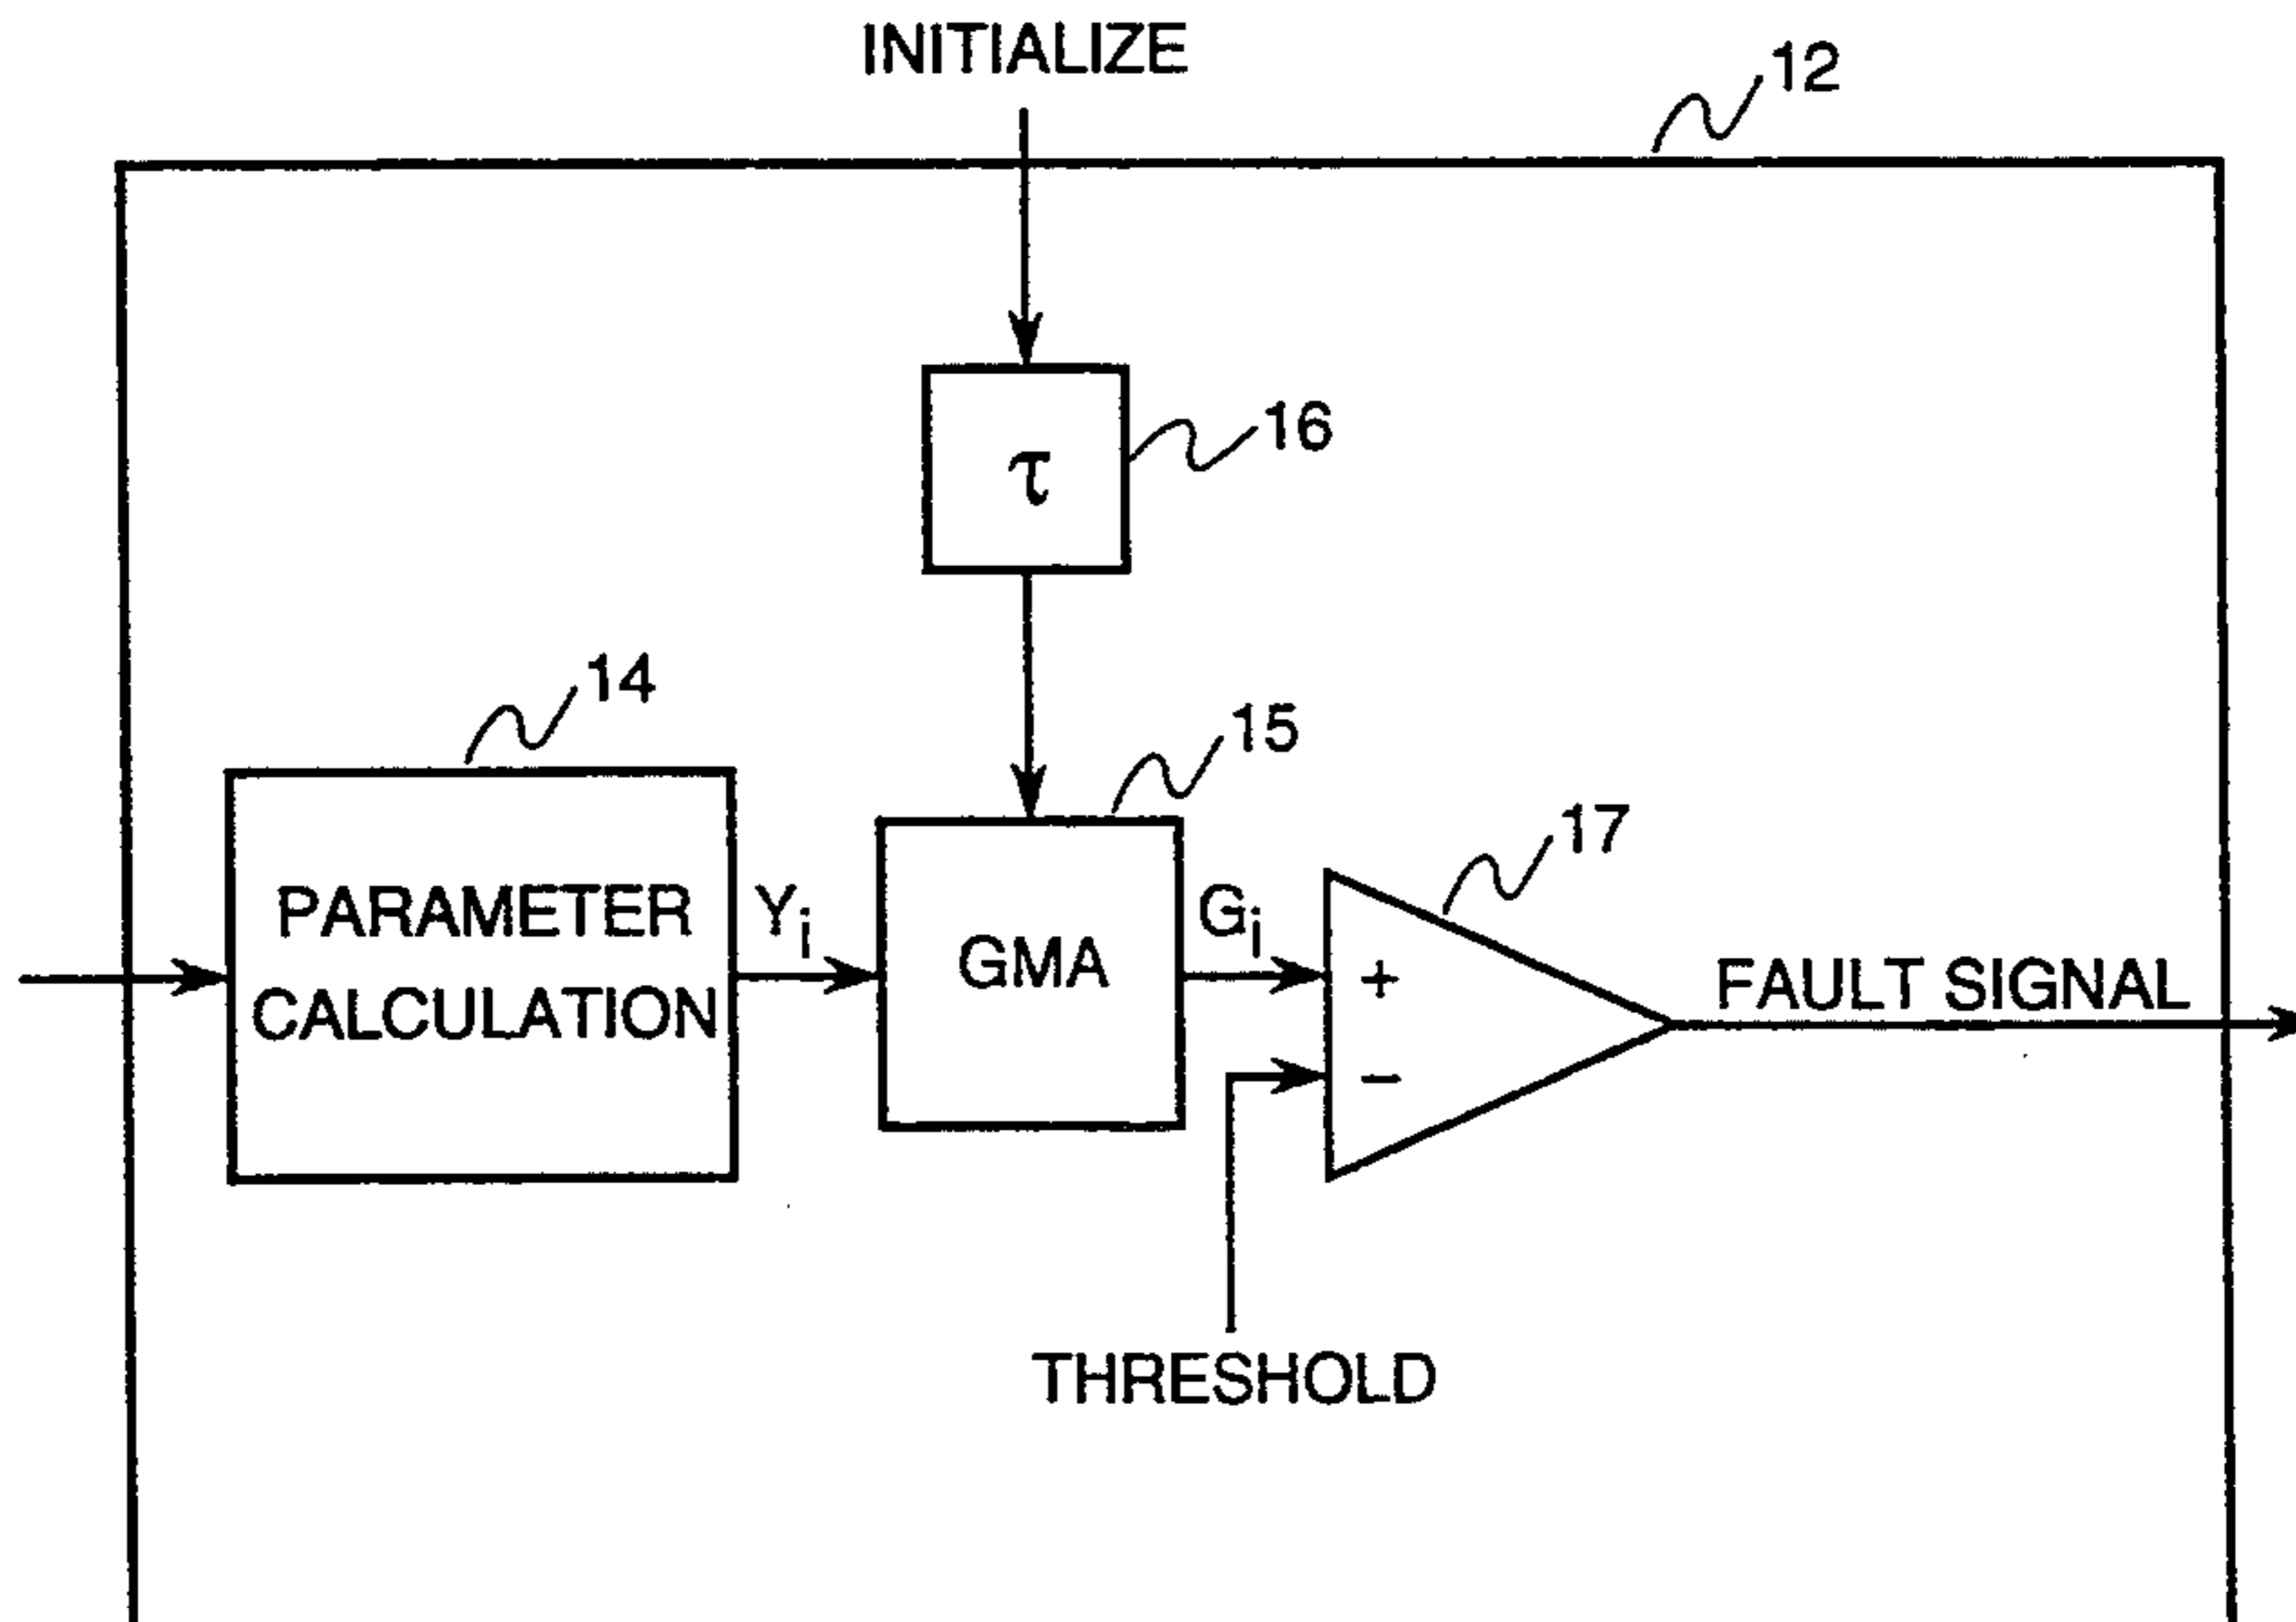 INITIALIZE
12
τ
16
14
15
17
PARAMETER
CALCULATION
Yi
GMA
Gi
+
−
FAULT SIGNAL
THRESHOLD